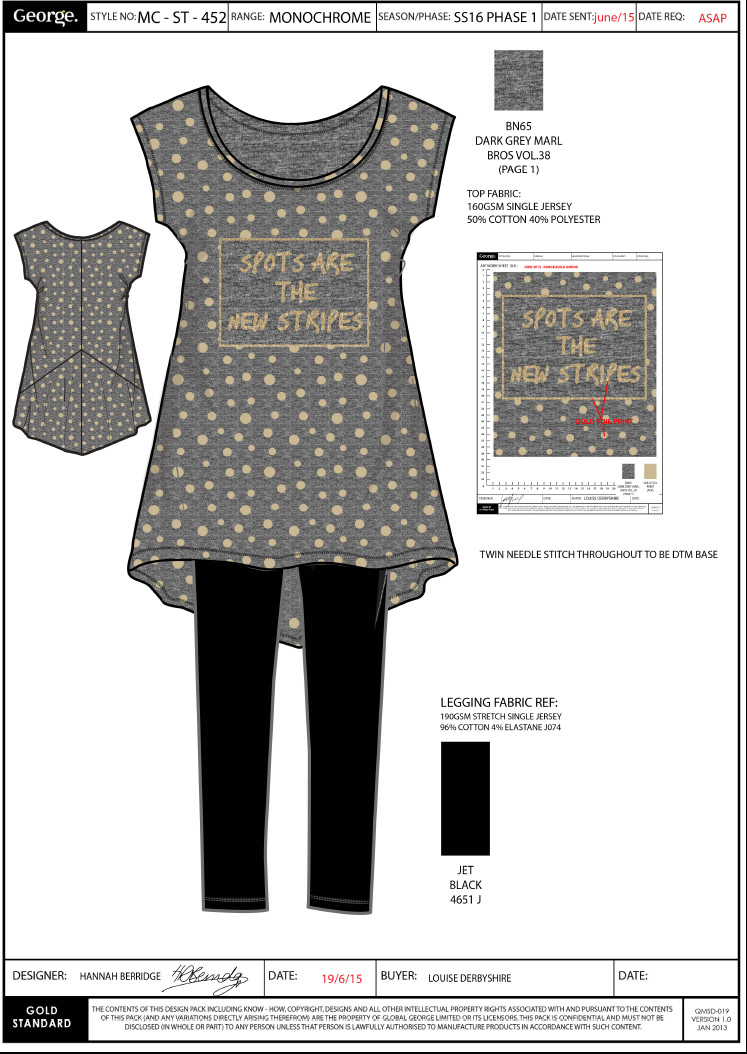 George. STYLE NO: MC - ST - 452 RANGE: MONOCHROME SEASON/PHASE: SS16 PHASE 1 DATE SENT: june/15 DATE REQ: ASAP
BN65
DARK GREY MARL
BROS VOL.38
(PAGE 1)
TOP FABRIC:
160GSM SINGLE JERSEY
50% COTTON 40% POLYESTER
SPOTS ARE
THE
NEW STRIPES
George.
SPOTS ARE
THE
NEW STRIPES
LOUISE DERBYSHIRE
GOLD
STANDARD
TWIN NEEDLE STITCH THROUGHOUT TO BE DTM BASE
LEGGING FABRIC REF:
190GSM STRETCH SINGLE JERSEY
96% COTTON 4% ELASTANE J074
JET
BLACK
4651 J
DESIGNER: HANNAH BERRIDGE DATE: 19/6/15 BUYER: LOUISE DERBYSHIRE DATE:
GOLD
STANDARD
THE CONTENTS OF THIS DESIGN PACK INCLUDING KNOW - HOW, COPYRIGHT, DESIGNS AND ALL OTHER INTELLECTUAL PROPERTY RIGHTS ASSOCIATED WITH AND PURSUANT TO THE CONTENTS
OF THIS PACK (AND ANY VARIATIONS DIRECTLY ARISING THEREFROM) ARE THE PROPERTY OF GLOBAL GEORGE LIMITED OR ITS LICENSORS. THIS PACK IS CONFIDENTIAL AND MUST NOT BE
DISCLOSED (IN WHOLE OR PART) TO ANY PERSON UNLESS THAT PERSON IS LAWFULLY AUTHORISED TO MANUFACTURE PRODUCTS IN ACCORDANCE WITH SUCH CONTENT.
QMSD-019
VERSION 1.0
JAN 2013